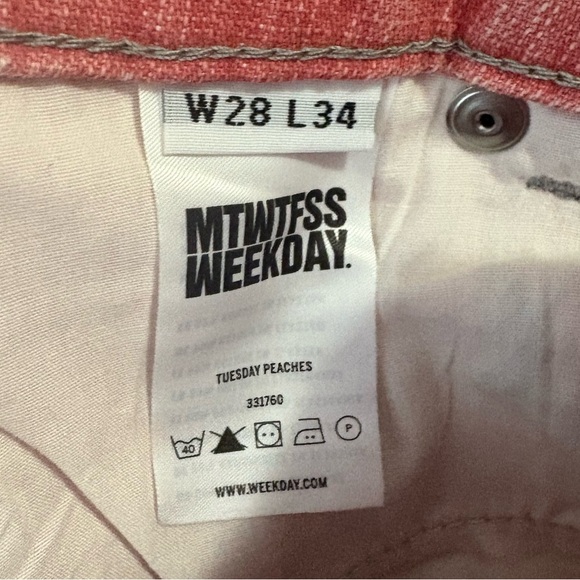 W28 L34
MTWTFSS
WEEKDAY.
TUESDAY PEACHES
331760
40 P
WWW.WEEKDAY.COM